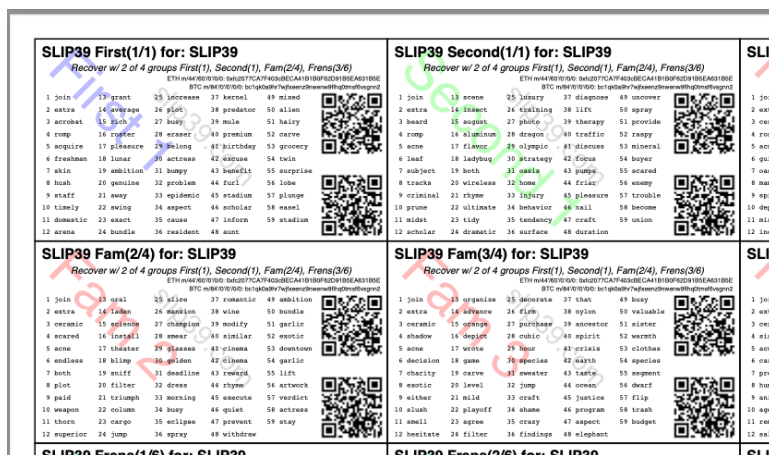 SLIP39 First(1/1) for: SLIP39
Recover w/ 2 of 4 groups First(1), Second(1), Fam(2/4), Frens(3/6)
1 join 13 grant 25 increase 37 kernel 49 mixed
2 extra 14 average 26 plot 38 predator 50 alien
3 acrobat 15 rich 27 busy 39 mule 51 hairy
4 romp 16 roster 28 eraser 40 premium 52 carve
5 acquire 17 pleasure 29 belong 41 birthday 53 grocery
6 freshman 18 lunar 30 actress 42 excuse 54 twin
7 skin 19 ambition 31 bumpy 43 benefit 55 surprise
8 hush 20 genuine 32 problem 44 furl 56 lobe
9 staff 21 away 33 epidemic 45 stadium 57 plunge
10 timely 22 swing 34 aspect 46 scholar 58 easel
11 domestic 23 exact 35 cause 47 inform 59 stadium
12 arena 24 bundle 36 resident 48 aunt
First 1
slip39.com
SLIP39 Second(1/1) for: SLIP39
Recover w/ 2 of 4 groups First(1), Second(1), Fam(2/4), Frens(3/6)
1 join 13 scene 25 luxury 37 diagnose 49 uncover
2 extra 14 insect 26 training 38 lift 50 spray
3 beard 15 august 27 photo 39 therapy 51 provide
4 romp 16 aluminum 28 dragon 40 traffic 52 raspy
5 acne 17 flavor 29 olympic 41 discuss 53 mineral
6 leaf 18 ladybug 30 strategy 42 focus 54 buyer
7 subject 19 both 31 oasis 43 pumps 55 scared
8 tracks 20 wireless 32 home 44 friar 56 enemy
9 criminal 21 rhyme 33 injury 45 pleasure 57 trouble
10 prune 22 ultimate 34 behavior 46 nail 58 become
11 midst 23 tidy 35 tendency 47 craft 59 union
12 scholar 24 dramatic 36 surface 48 duration
Second 1
slip39.com
SLIP39 Fam(2/4) for: SLIP39
Recover w/ 2 of 4 groups First(1), Second(1), Fam(2/4), Frens(3/6)
1 join 13 oral 25 slice 37 romantic 49 ambition
2 extra 14 laden 26 mansion 38 wine 50 bundle
3 ceramic 15 science 27 champion 39 modify 51 garlic
4 scared 16 install 28 smear 40 similar 52 exotic
5 acne 17 theater 29 glasses 41 cinema 53 downtown
6 endless 18 blimp 30 golden 42 cinema 54 garlic
7 both 19 sniff 31 deadline 43 reward 55 lift
8 plot 20 filter 32 dress 44 rhyme 56 artwork
9 paid 21 triumph 33 morning 45 execute 57 verdict
10 weapon 22 column 34 busy 46 quiet 58 actress
11 thorn 23 cargo 35 eclipse 47 prevent 59 stay
12 superior 24 jump 36 spray 48 withdraw
Fam 2
slip39.com
SLIP39 Fam(3/4) for: SLIP39
Recover w/ 2 of 4 groups First(1), Second(1), Fam(2/4), Frens(3/6)
1 join 13 organize 25 decorate 37 that 49 busy
2 extra 14 advance 26 firm 38 nylon 50 valuable
3 ceramic 15 orange 27 purchase 39 ancestor 51 sister
4 shadow 16 depict 28 cubic 40 spirit 52 warmth
5 acne 17 wrote 29 hour 41 crisis 53 clothes
6 decision 18 game 30 species 42 earth 54 species
7 charity 19 carve 31 sweater 43 taste 55 segment
8 exotic 20 level 32 jump 44 ocean 56 dwarf
9 either 21 mild 33 craft 45 justice 57 flip
10 slush 22 playoff 34 shame 46 program 58 trash
11 smell 23 agree 35 crazy 47 aspect 59 budget
12 hesitate 24 filter 36 findings 48 elephant
Fam 3
slip39.com